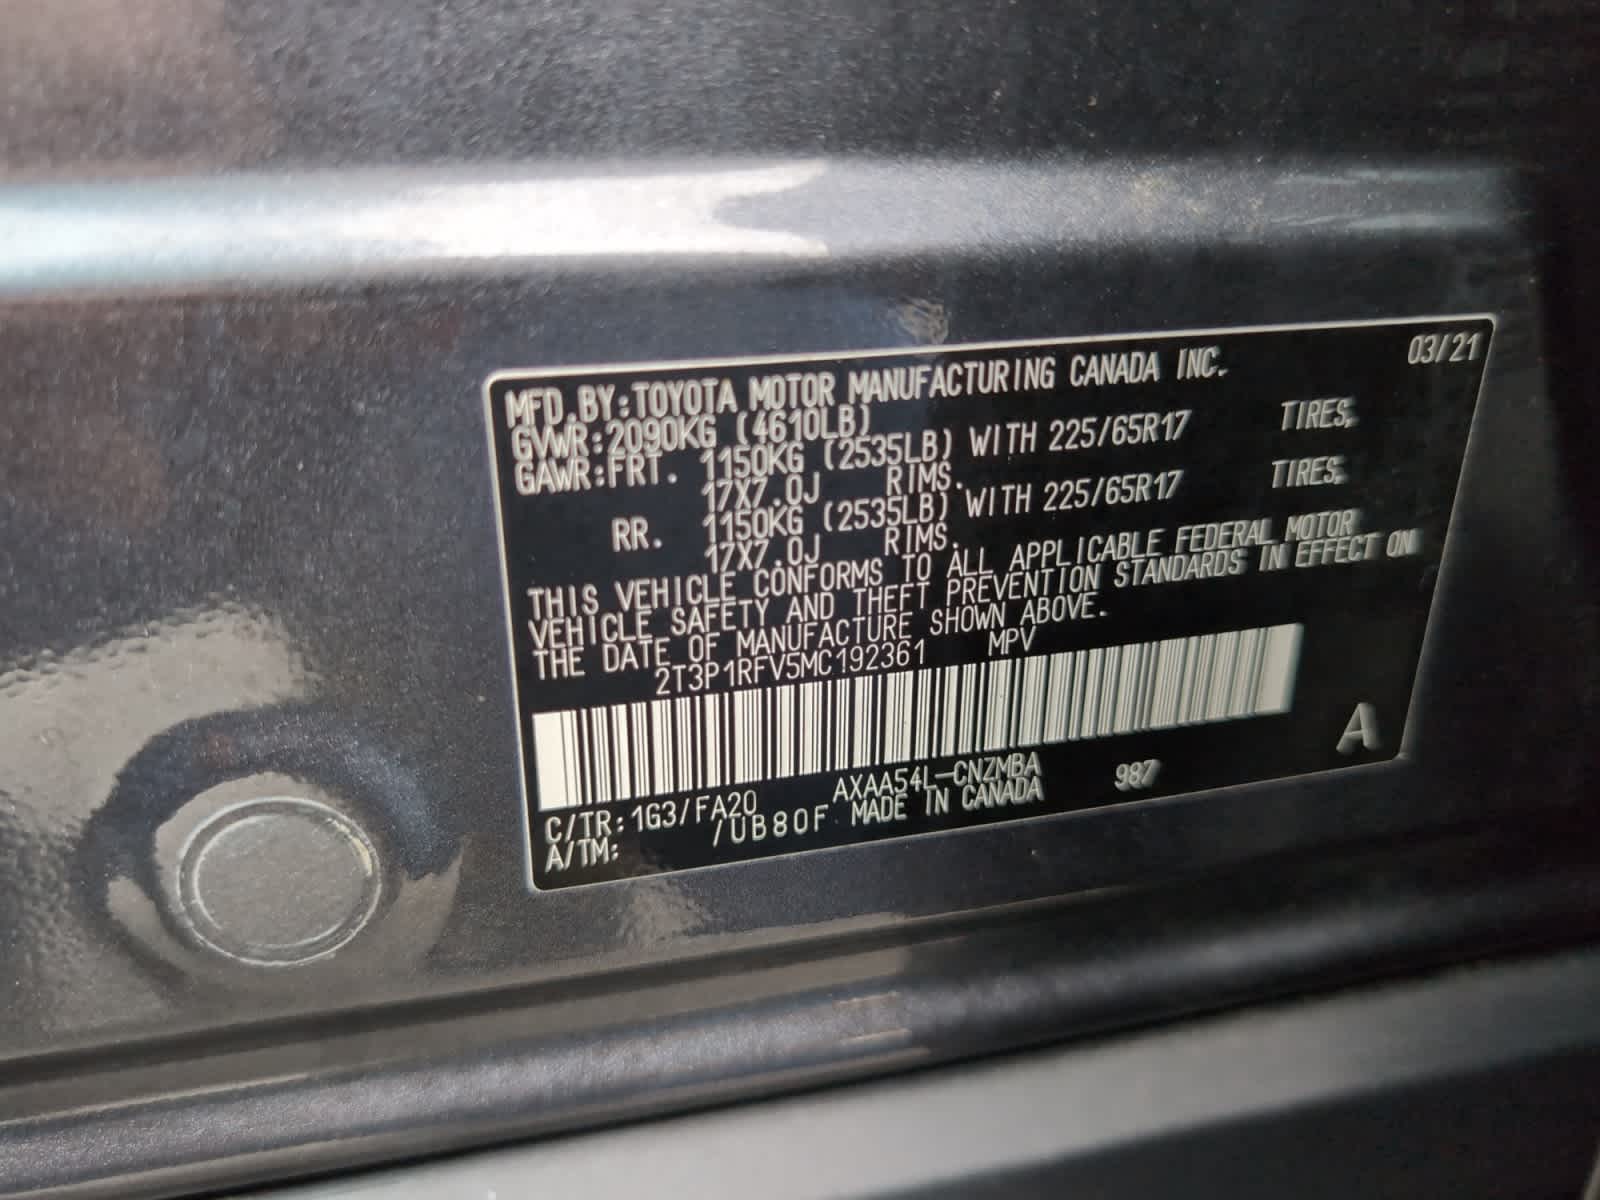 MFD.BY:TOYOTA MOTOR MANUFACTURING CANADA INC. 03/21
GVWR:2090KG (4610LB)
GAWR:FRT. 1150KG (2535LB) WITH 225/65R17 TIRES,
17X7.0J RIMS.
RR. 1150KG (2535LB) WITH 225/65R17 TIRES,
17X7.0J RIMS.
THIS VEHICLE CONFORMS TO ALL APPLICABLE FEDERAL MOTOR
VEHICLE SAFETY AND THEFT PREVENTION STANDARDS IN EFFECT ON
THE DATE OF MANUFACTURE SHOWN ABOVE.
2T3P1RFV5MC192361 MPV
A
C/TR:1G3/FA20 AXAA54L-CNZMBA 987
A/TM: /UB80F MADE IN CANADA